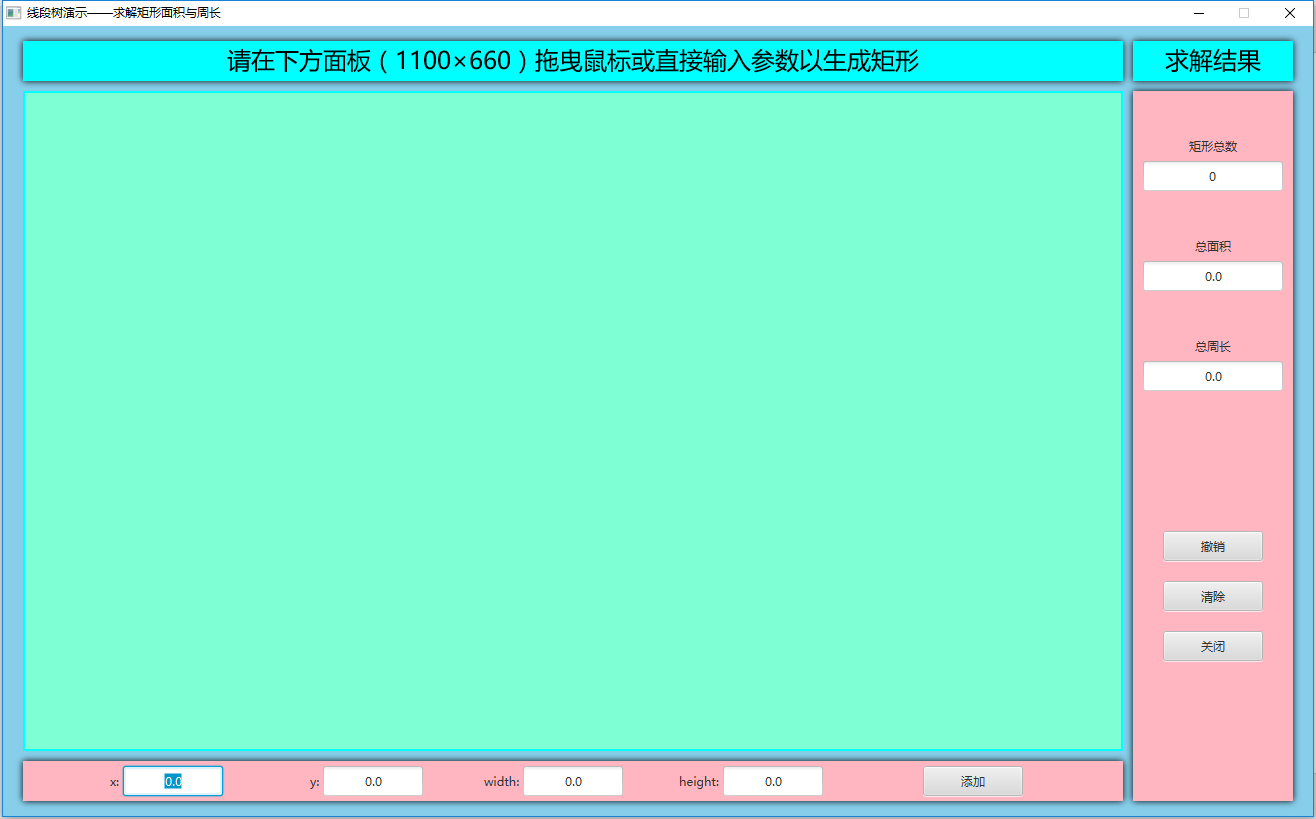 线段树演示——求解矩形面积与周长
请在下方面板（1100×660）拖曳鼠标或直接输入参数以生成矩形
求解结果
矩形总数
0
总面积
0.0
总周长
0.0
撤销
清除
关闭
x: 0.0 y: 0.0 width: 0.0 height: 0.0 添加